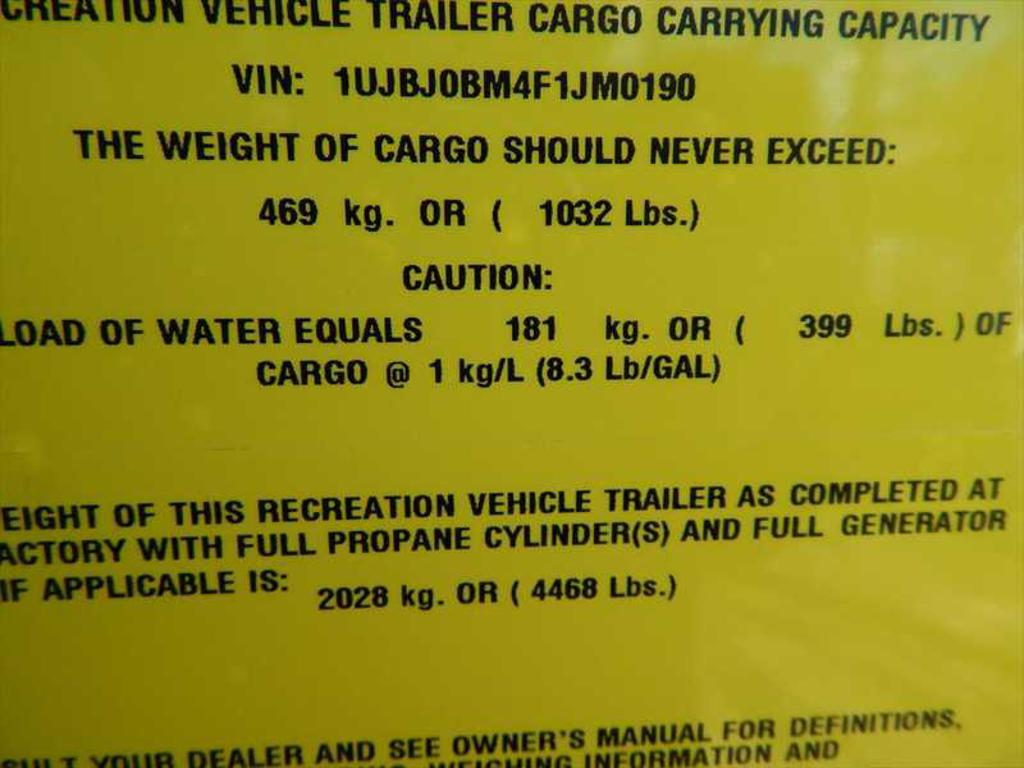 CREATION VEHICLE TRAILER CARGO CARRYING CAPACITY
VIN: 1UJBJ0BM4F1JM0190
THE WEIGHT OF CARGO SHOULD NEVER EXCEED:
469 kg. OR ( 1032 Lbs.)
CAUTION:
LOAD OF WATER EQUALS 181 kg. OR ( 399 Lbs. ) OF
CARGO @ 1 kg/L (8.3 Lb/GAL)
EIGHT OF THIS RECREATION VEHICLE TRAILER AS COMPLETED AT
ACTORY WITH FULL PROPANE CYLINDER(S) AND FULL GENERATOR
IF APPLICABLE IS: 2028 kg. OR ( 4468 Lbs.)
SULT YOUR DEALER AND SEE OWNER'S MANUAL FOR DEFINITIONS,
WEIGHING INFORMATION AND